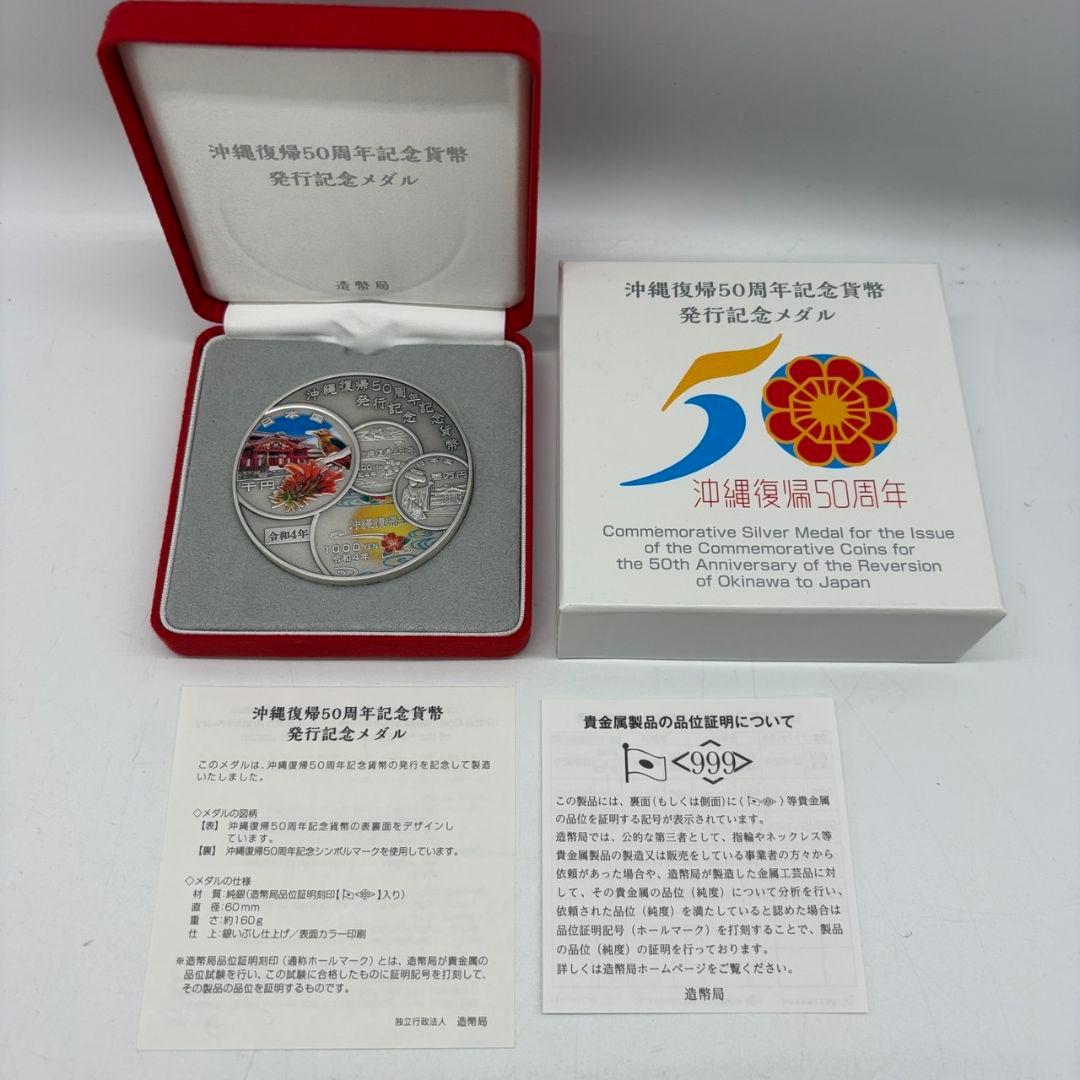 沖縄復帰50周年記念貨幣
発行記念メダル
造幣局
沖縄復帰50周年記念貨幣
発行記念
日本国
千円
令和4年
1000 YEN
令和4年
沖縄復帰50周年記念貨幣
発行記念メダル
50
沖縄復帰50周年
Commemorative Silver Medal for the Issue
of the Commemorative Coins for
the 50th Anniversary of the Reversion
of Okinawa to Japan
沖縄復帰50周年記念貨幣
発行記念メダル
このメダルは、沖縄復帰50周年記念貨幣の発行を記念して製造
いたしました。
◇メダルの図柄
【表】 沖縄復帰50周年記念貨幣の表裏面をデザインし
ています。
【裏】 沖縄復帰50周年記念シンボルマークを使用しています。
◇メダルの仕様
材 質:純銀(造幣局品位証明刻印【<999>】入り)
直 径:60mm
重 さ:約160g
仕 上:銀いぶし仕上げ/表面カラー印刷
※造幣局品位証明刻印(通称ホールマーク)とは、造幣局が貴金属の
品位試験を行い、この試験に合格したものに証明記号を打刻して、
その製品の品位を証明するものです。
独立行政法人 造幣局
貴金属製品の品位証明について
<999>
この製品には、裏面(もしくは側面)に(<999>)等貴金属
の品位を証明する記号が表示されています。
造幣局では、公的な第三者として、指輪やネックレス等
貴金属製品の製造又は販売をしている事業者の方々から
依頼があった場合や、造幣局が製造した金属工芸品に対
して、その貴金属の品位(純度)について分析を行い、
依頼された品位(純度)を満たしていると認めた場合は
品位証明記号(ホールマーク)を打刻することで、製品
の品位(純度)の証明を行っております。
詳しくは造幣局ホームページをご覧ください。
造幣局